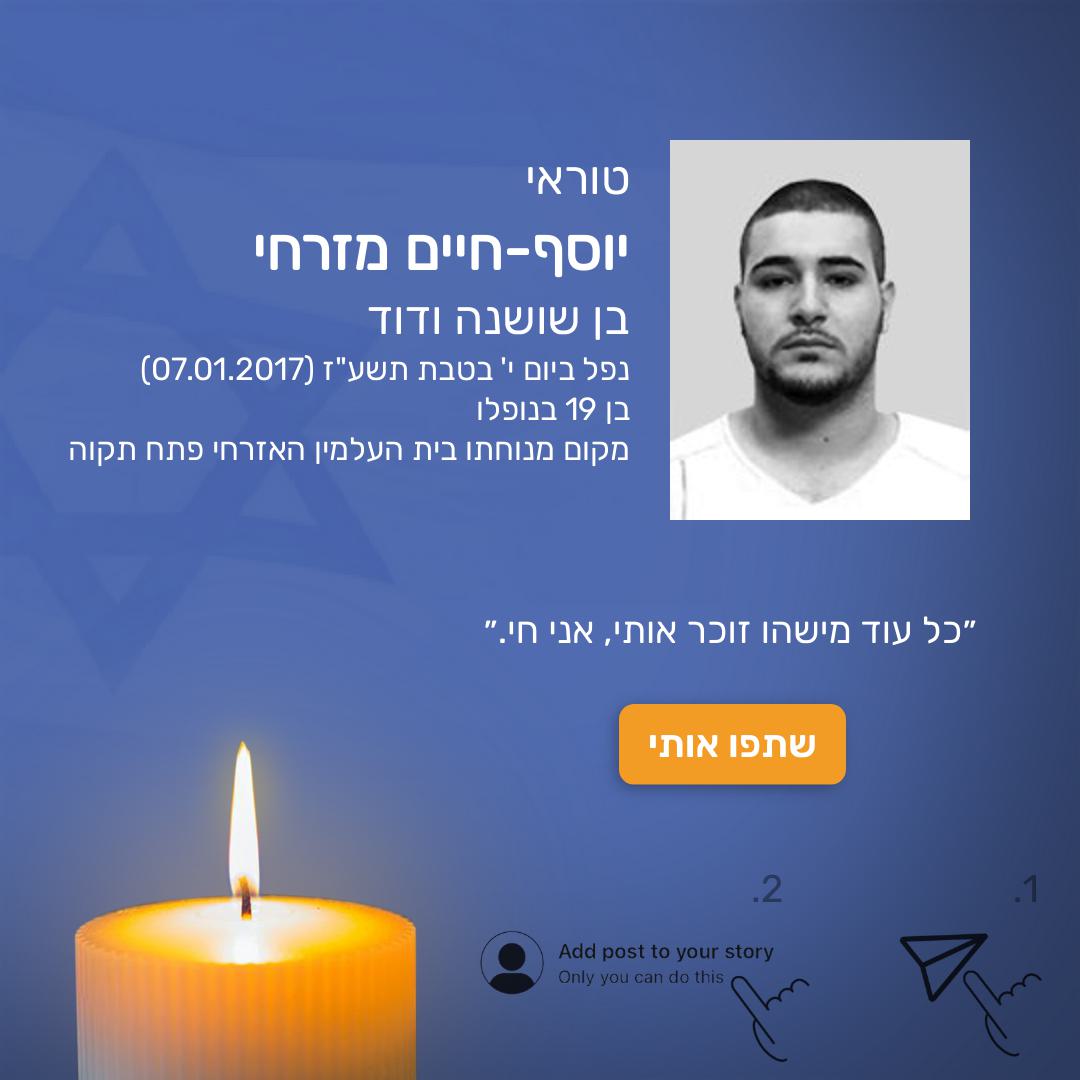 טוראי
יוסף-חיים מזרחי
בן שושנה ודוד
נפל ביום י' בטבת תשע"ז (07.01.2017)
בן 19 בנופלו
מקום מנוחתו בית העלמין האזרחי פתח תקוה
״כל עוד מישהו זוכר אותי, אני חי.״
שתפו אותי
.1
.2
Add post to your story
Only you can do this